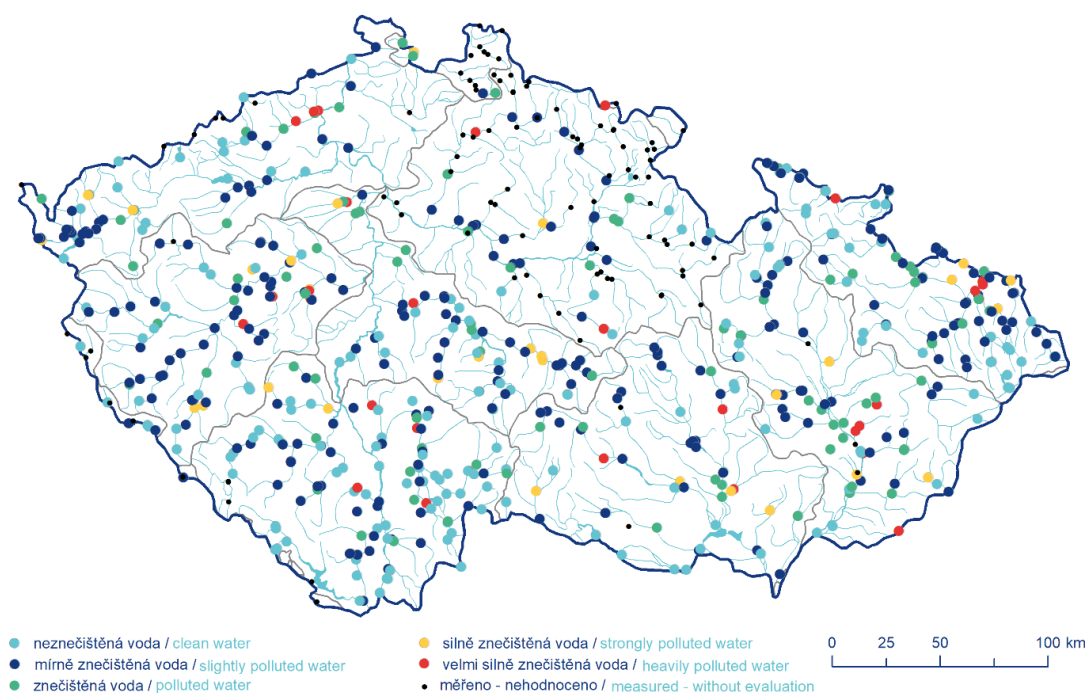 neznečištěná voda / clean water
mírně znečištěná voda / slightly polluted water
znečištěná voda / polluted water
silně znečištěná voda / strongly polluted water
velmi silně znečištěná voda / heavily polluted water
měřeno - nehodnoceno / measured - without evaluation
0 25 50 100 km